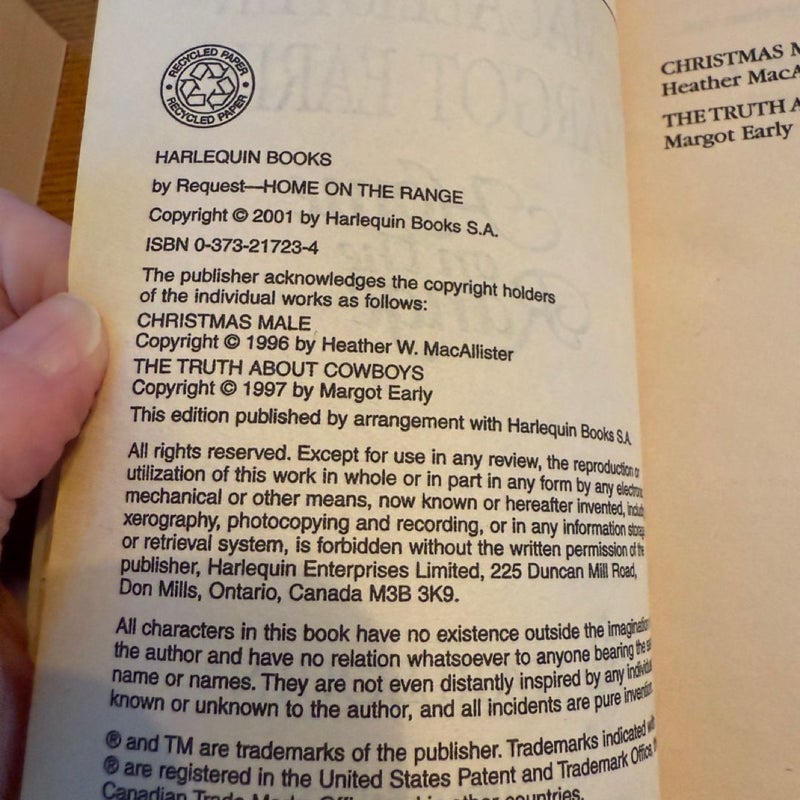 RECYCLED PAPER
RECYCLED PAPER
HARLEQUIN BOOKS
by Request—HOME ON THE RANGE
Copyright © 2001 by Harlequin Books S.A.
ISBN 0-373-21723-4
The publisher acknowledges the copyright holders
of the individual works as follows:
CHRISTMAS MALE
Copyright © 1996 by Heather W. MacAllister
THE TRUTH ABOUT COWBOYS
Copyright © 1997 by Margot Early
This edition published by arrangement with Harlequin Books S.A.
All rights reserved. Except for use in any review, the reproduction or
utilization of this work in whole or in part in any form by any electronic
mechanical or other means, now known or hereafter invented,
xerography, photocopying and recording, or in any information storage
or retrieval system, is forbidden without the written permission of the
publisher, Harlequin Enterprises Limited, 225 Duncan Mill Road,
Don Mills, Ontario, Canada M3B 3K9.
All characters in this book have no existence outside the imagination
the author and have no relation whatsoever to anyone bearing the
name or names. They are not even distantly inspired by any
known or unknown to the author, and all incidents are pure invention.
® and TM are trademarks of the publisher. Trademarks indicated
® are registered in the United States Patent and Trademark Office,
Canadian Trade Marks Office and in other countries.
CHRISTMAS M
Heather MacA
THE TRUTH A
Margot Early